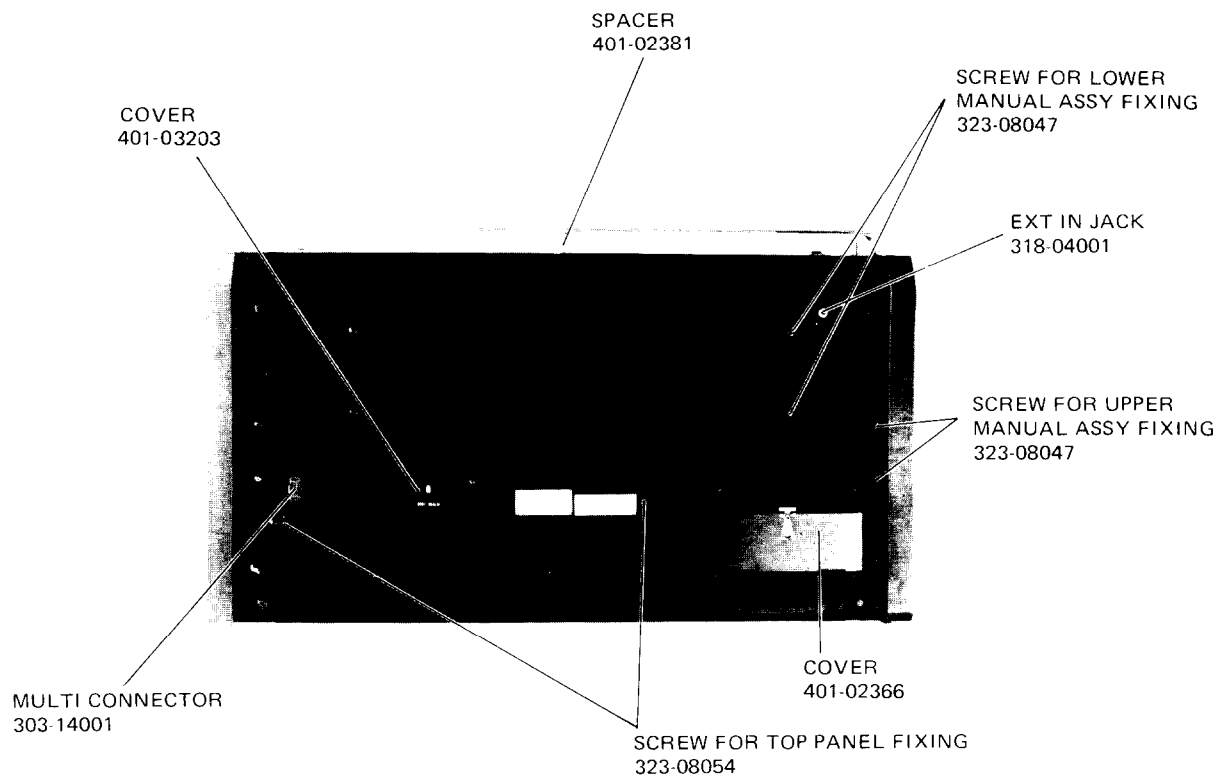 SPACER
401-02381
SCREW FOR LOWER
MANUAL ASSY FIXING
323-08047
COVER
401-03203
EXT IN JACK
318-04001
SCREW FOR UPPER
MANUAL ASSY FIXING
323-08047
COVER
401-02366
MULTI CONNECTOR
303-14001
SCREW FOR TOP PANEL FIXING
323-08054